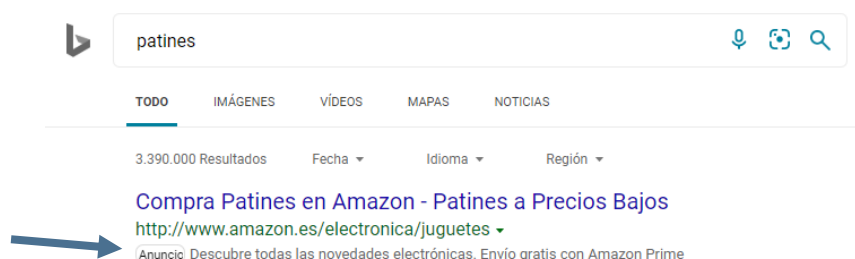 patines
TODO IMÁGENES VÍDEOS MAPAS NOTICIAS
3.390.000 Resultados Fecha Idioma Región
Compra Patines en Amazon - Patines a Precios Bajos
http://www.amazon.es/electronica/juguetes
Anuncio Descubre todas las novedades electrónicas. Envío gratis con Amazon Prime